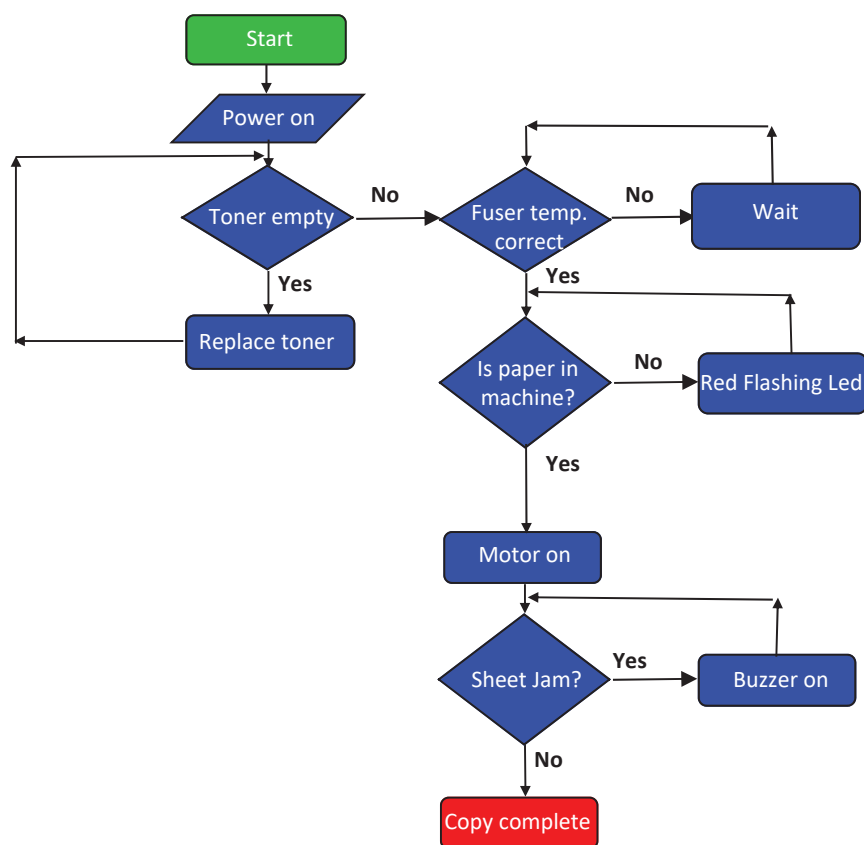 Start
Power on
Toner empty
No
Fuser temp.
correct
No
Wait
Yes
Replace toner
Yes
Is paper in
machine?
No
Red Flashing Led
Yes
Motor on
Sheet Jam?
Yes
Buzzer on
No
Copy complete